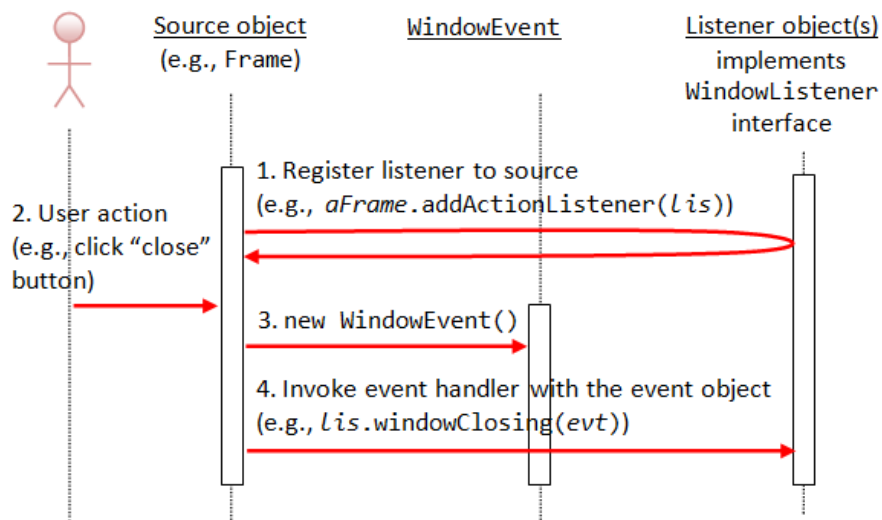 Source object
(e.g., Frame)
WindowEvent
Listener object(s)
implements
WindowListener
interface
1. Register listener to source
(e.g., aFrame.addActionListener(lis))
2. User action
(e.g., click “close”
button)
3. new WindowEvent()
4. Invoke event handler with the event object
(e.g., lis.windowClosing(evt))